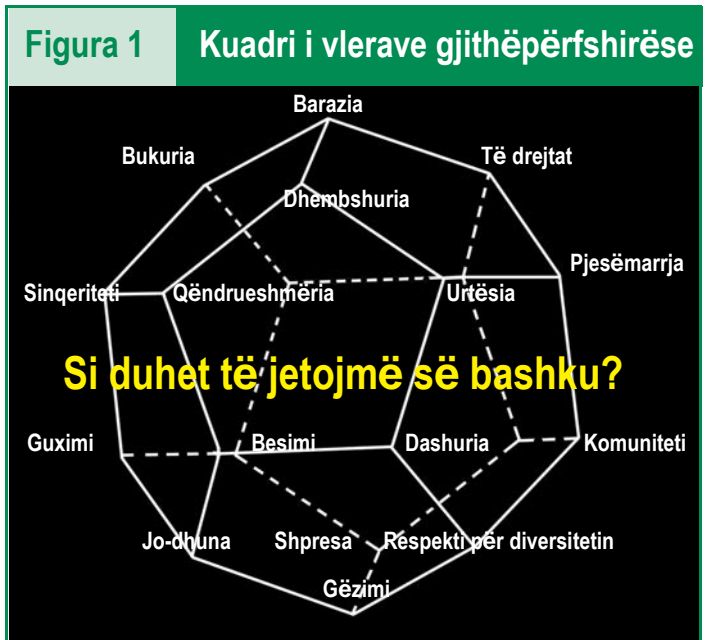 Figura 1 Kuadri i vlerave gjithëpërfshirëse
Barazia
Bukuria Të drejtat
Dhembshuria
Sinqeriteti Qëndrueshmëria Urtësia Pjesëmarrja
Si duhet të jetojmë së bashku?
Guximi Besimi Dashuria Komuniteti
Jo-dhuna Shpresa Respekti për diversitetin
Gëzimi